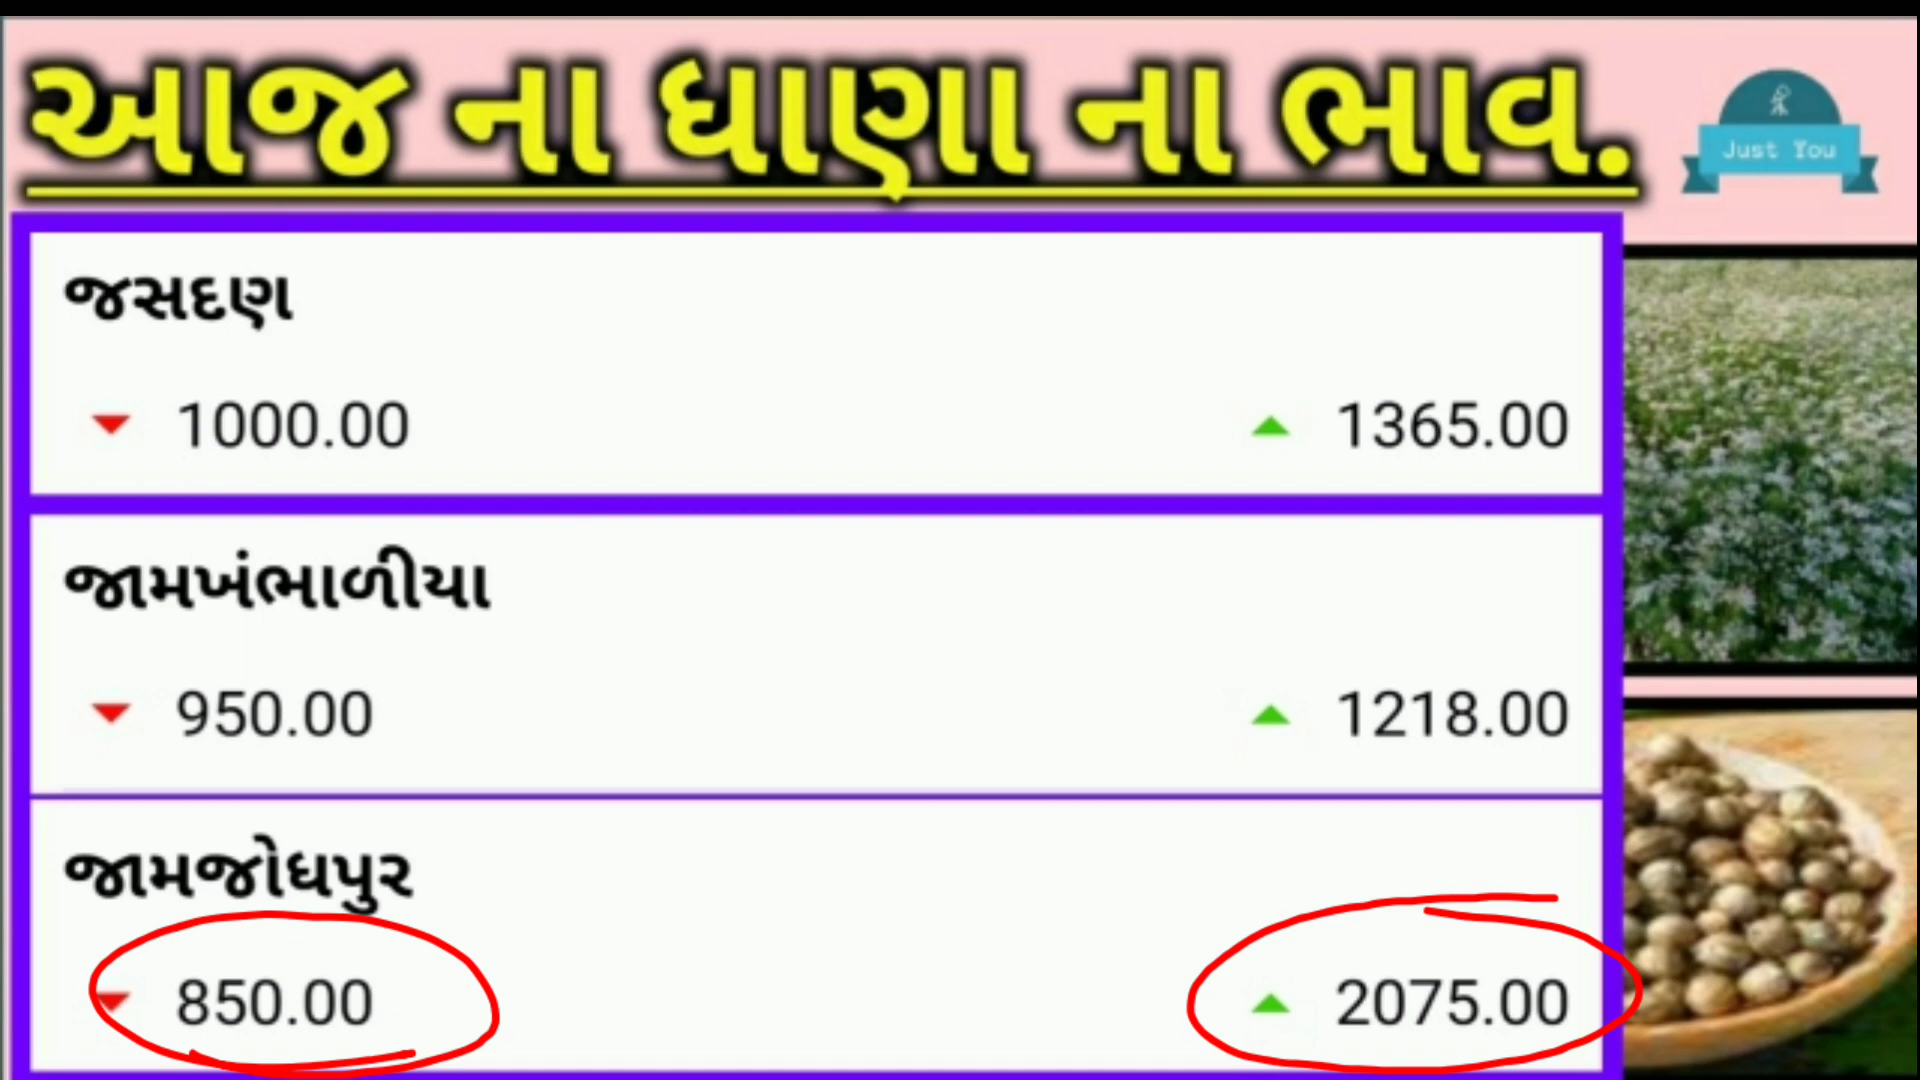 આજ ના ધાણા ના ભાવ.
Just You
જસદણ
1000.00 1365.00
જામખંભાળીયા
950.00 1218.00
જામજોધપુર
850.00 2075.00